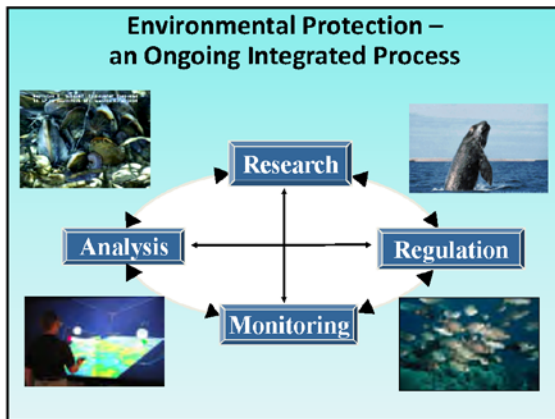 Environmental Protection –
an Ongoing Integrated Process
Research
Analysis
Regulation
Monitoring